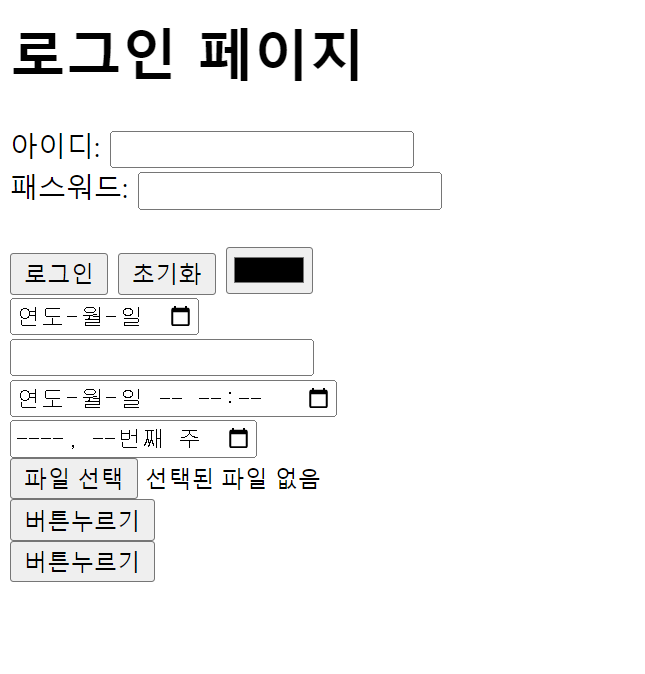 로그인 페이지
아이디:
패스워드:
로그인 초기화
연도-월-일
연도-월-일 -- --:--
----, --번째 주
파일 선택 선택된 파일 없음
버튼누르기
버튼누르기